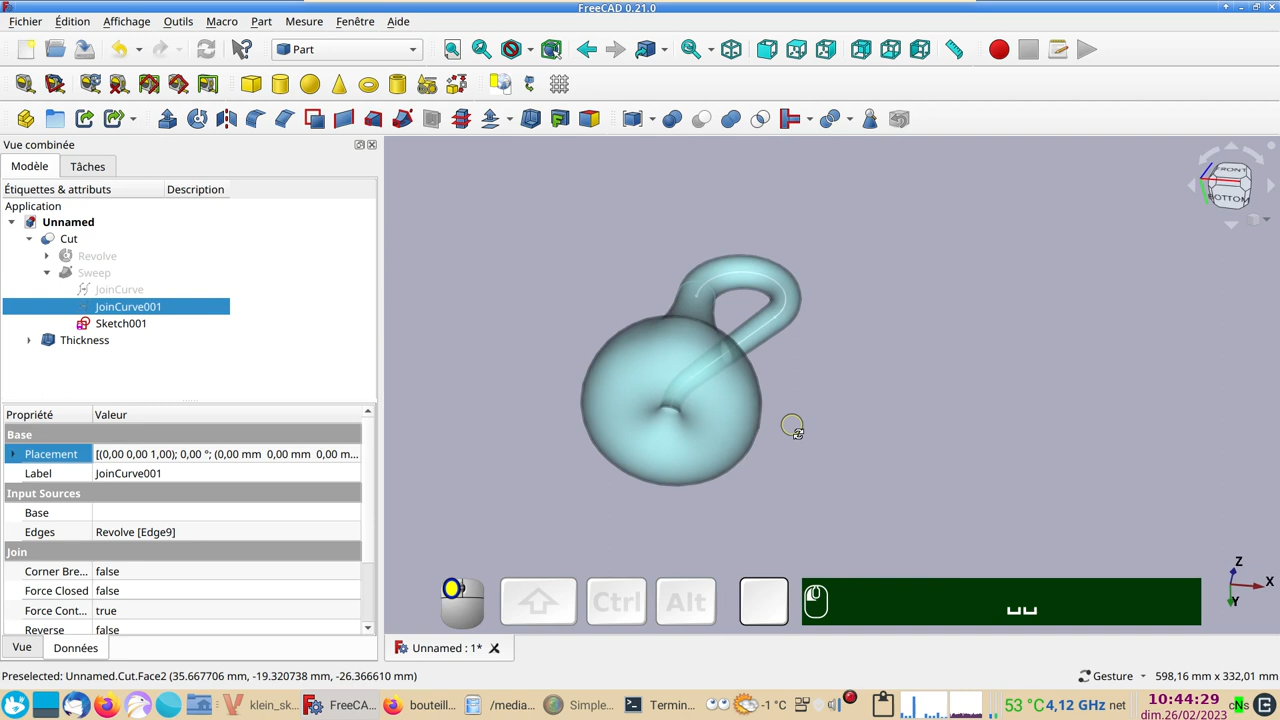 FreeCAD 0.21.0
Fichier Édition Affichage Outils Macro Part Mesure Fenêtre Aide
Part
Vue combinée
Modèle Tâches
Étiquettes & attributs Description
Application
Unnamed
Cut
Revolve
Sweep
JoinCurve
JoinCurve001
Sketch001
Thickness
Propriété Valeur
Base
Placement [(0,00 0,00 1,00); 0,00 °; (0,00 mm 0,00 mm 0,00 m...
Label JoinCurve001
Input Sources
Base
Edges Revolve [Edge9]
Join
Corner Bre... false
Force Closed false
Force Cont... true
Reverse false
Vue Données
FRONT
BOTTOM
Z
X
Y
Ctrl Alt
Unnamed : 1*
Preselected: Unnamed.Cut.Face2 (35.667706 mm, -19.320738 mm, -26.366610 mm)
Gesture 598,16 mm x 332,01 mm
klein_sk... FreeCA... bouteill... /media... Simple... Termin... -1 °C 53 °C 4,12 GHz net
10:44:29
dim.26/02/2023